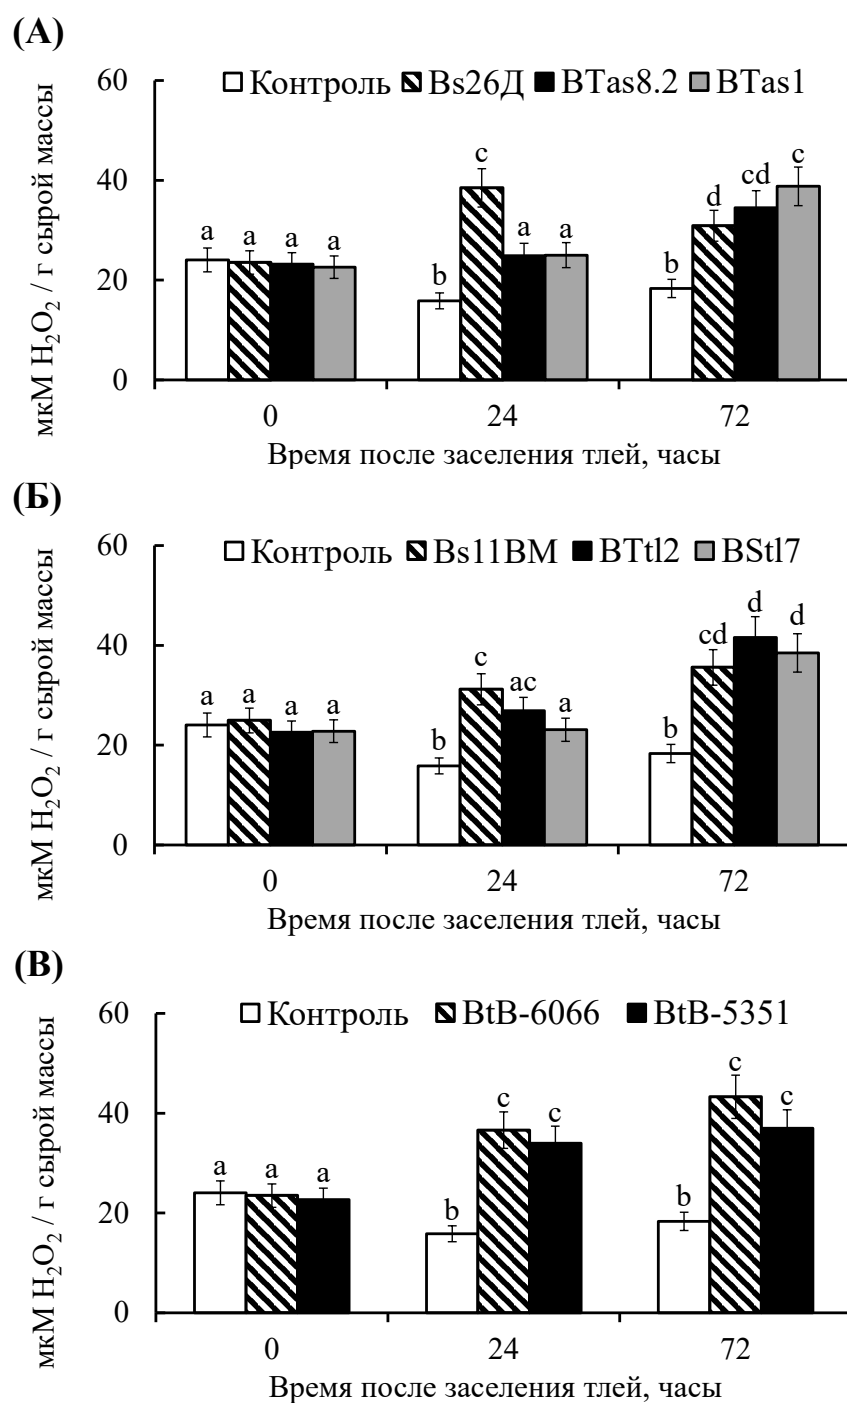 (А)
мкМ H₂O₂ / г сырой массы
60
40
20
0
Контроль Bs26Д BTas8.2 BTas1
a a a a
b c a a
b d cd c
0 24 72
Время после заселения тлей, часы
(Б)
мкМ H₂O₂ / г сырой массы
60
40
20
0
Контроль Bs11ВМ BTtl2 BStl7
a a a a
b c ac a
b cd d d
0 24 72
Время после заселения тлей, часы
(В)
мкМ H₂O₂ / г сырой массы
60
40
20
0
Контроль BtB-6066 BtB-5351
a a a
b c c
b c c
0 24 72
Время после заселения тлей, часы